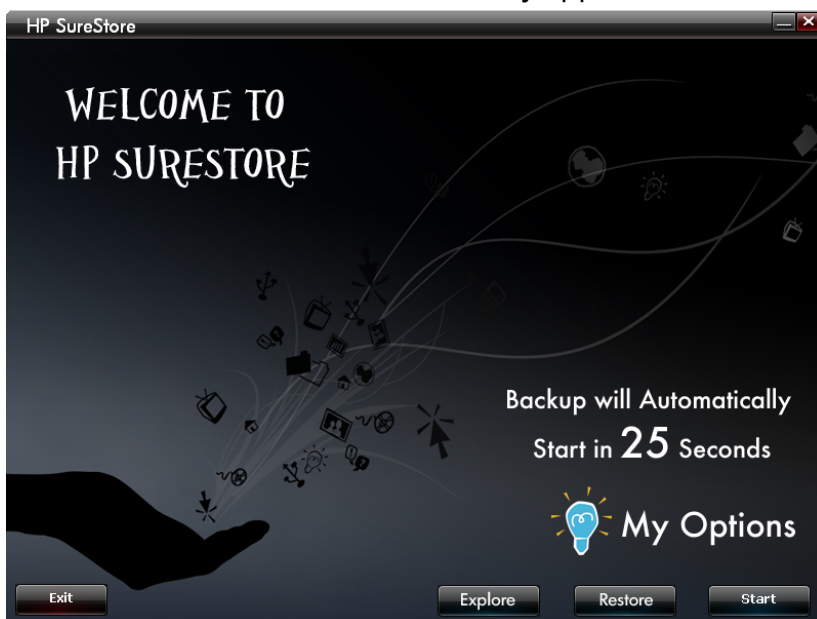 HP SureStore
WELCOME TO
HP SURESTORE
Backup will Automatically
Start in 25 Seconds
My Options
Exit
Explore
Restore
Start